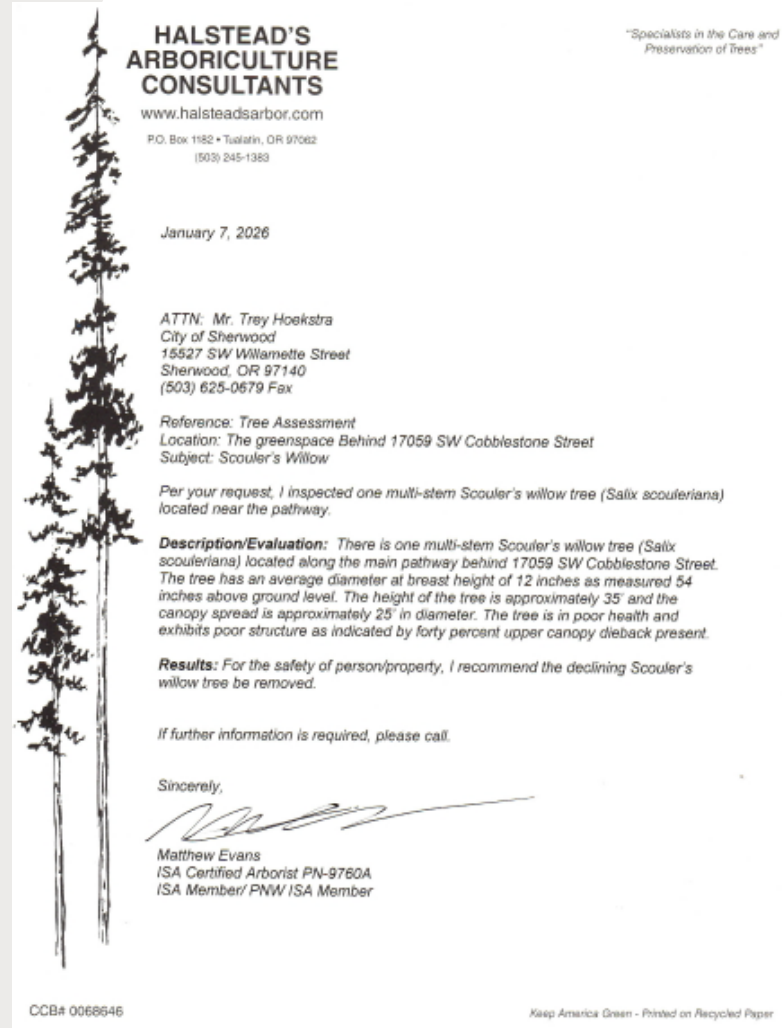 HALSTEAD'S
ARBORICULTURE
CONSULTANTS
www.halsteadsarbor.com
P.O. Box 1182 • Tualatin, OR 97062
(503) 245-1383
"Specialists in the Care and
Preservation of Trees"
January 7, 2026
ATTN: Mr. Trey Hoekstra
City of Sherwood
15527 SW Willamette Street
Sherwood, OR 97140
(503) 625-0679 Fax
Reference: Tree Assessment
Location: The greenspace Behind 17059 SW Cobblestone Street
Subject: Scouler's Willow
Per your request, I inspected one multi-stem Scouler's willow tree (Salix scouleriana)
located near the pathway.
Description/Evaluation: There is one multi-stem Scouler's willow tree (Salix
scouleriana) located along the main pathway behind 17059 SW Cobblestone Street.
The tree has an average diameter at breast height of 12 inches as measured 54
inches above ground level. The height of the tree is approximately 35' and the
canopy spread is approximately 25' in diameter. The tree is in poor health and
exhibits poor structure as indicated by forty percent upper canopy dieback present.
Results: For the safety of person/property, I recommend the declining Scouler's
willow tree be removed.
If further information is required, please call.
Sincerely,
Matthew Evans
ISA Certified Arborist PN-9760A
ISA Member/ PNW ISA Member
CCB# 0068646
Keep America Green - Printed on Recycled Paper